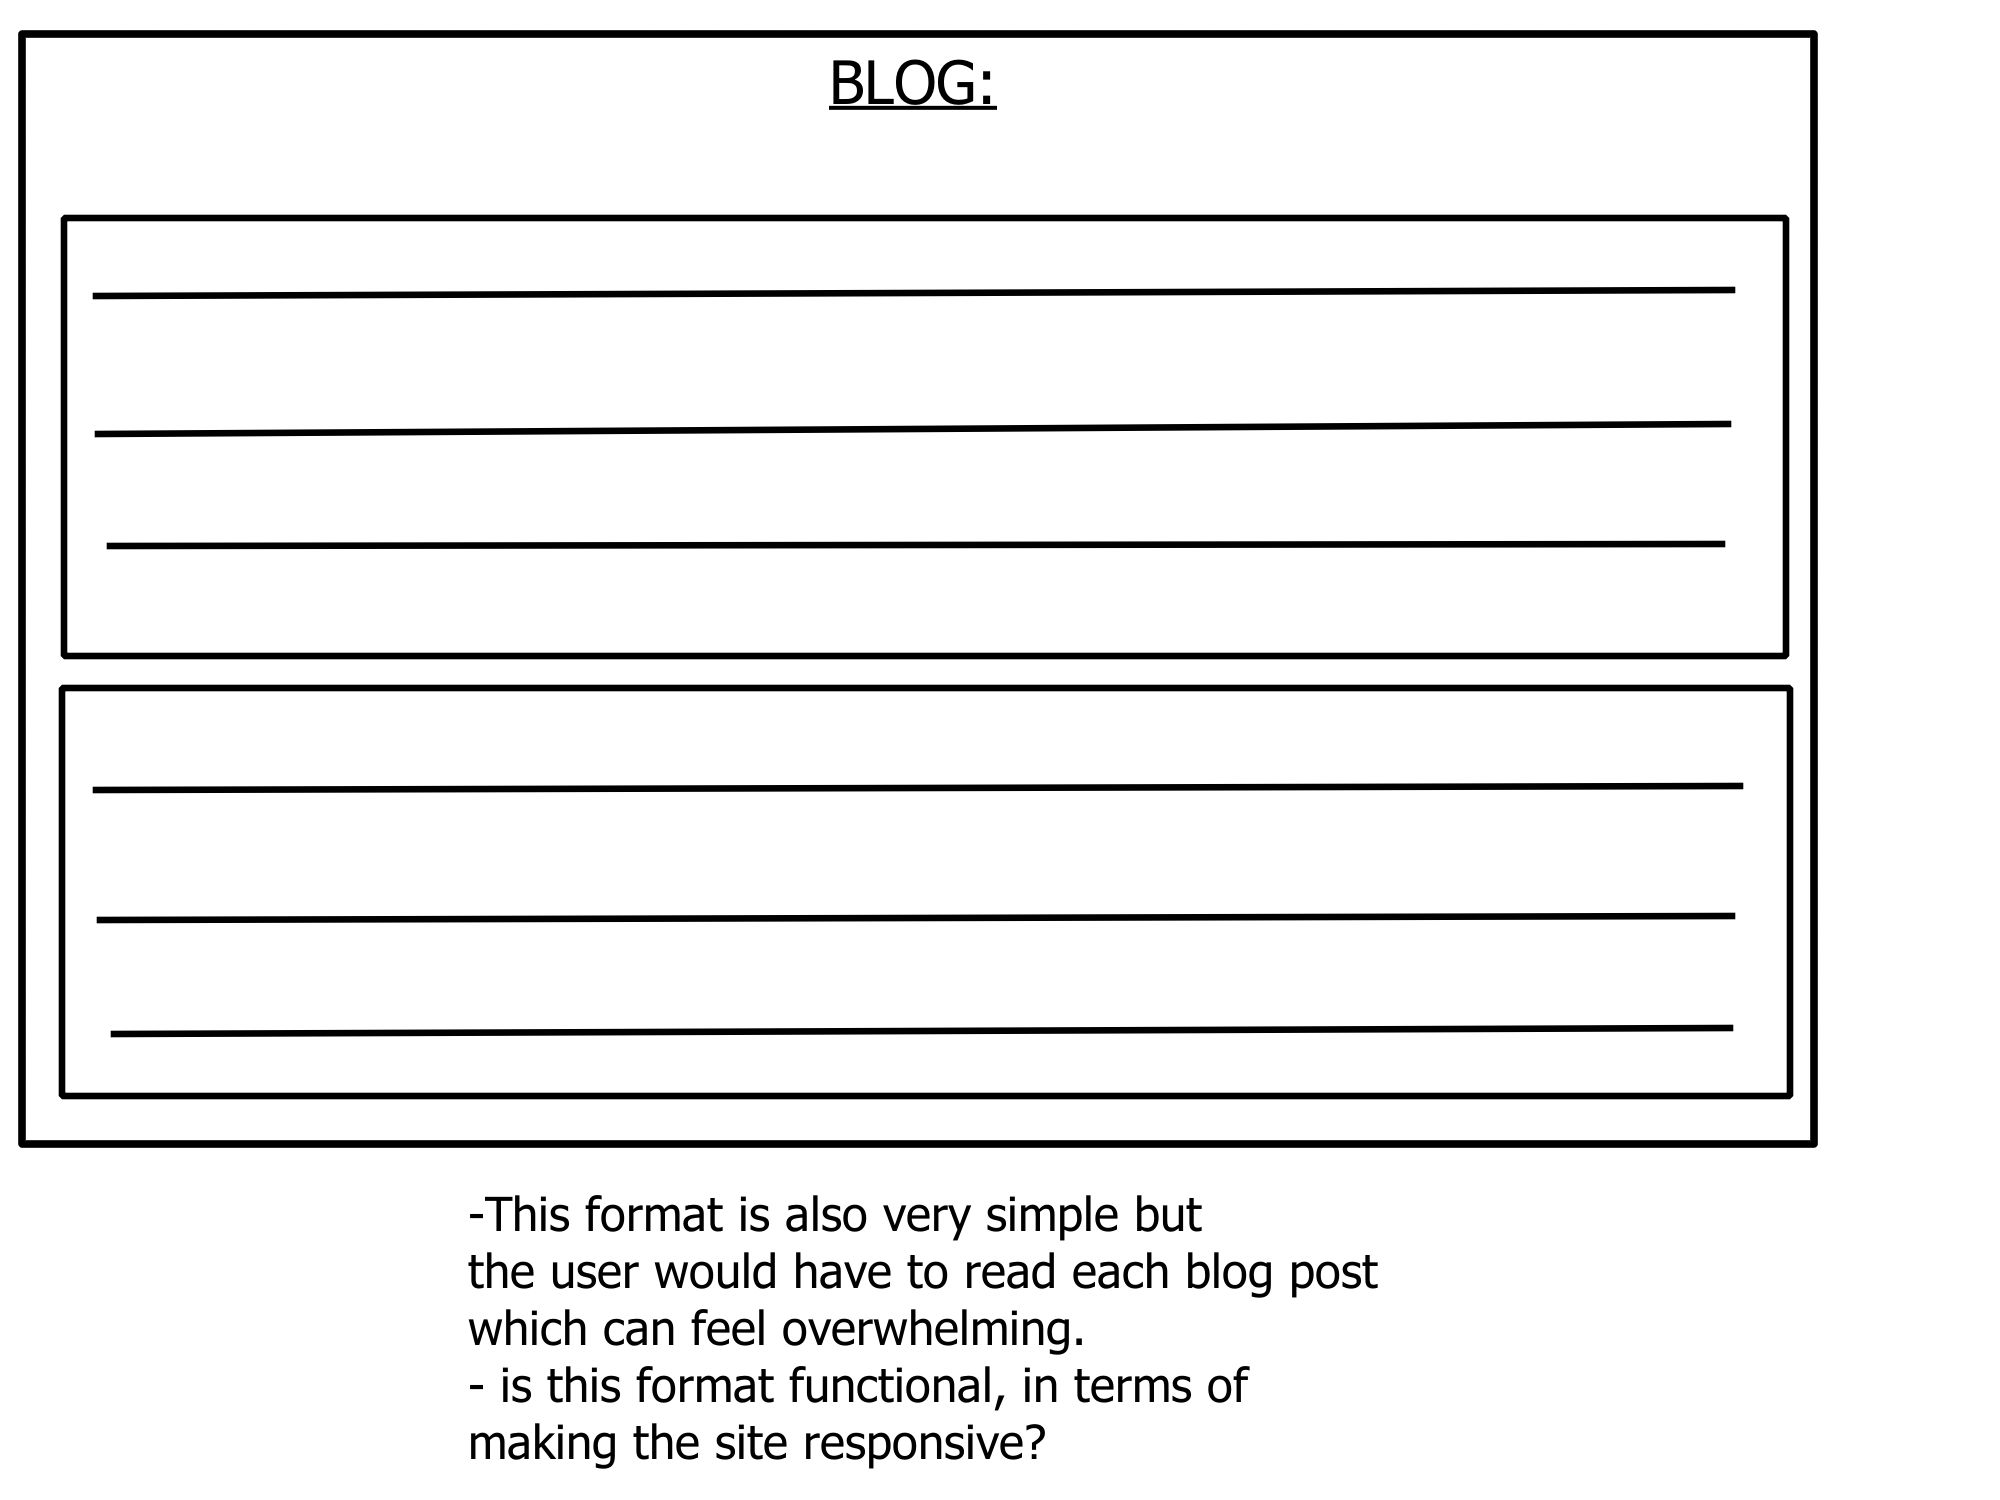 BLOG:
-This format is also very simple but
the user would have to read each blog post
which can feel overwhelming.
- is this format functional, in terms of
making the site responsive?